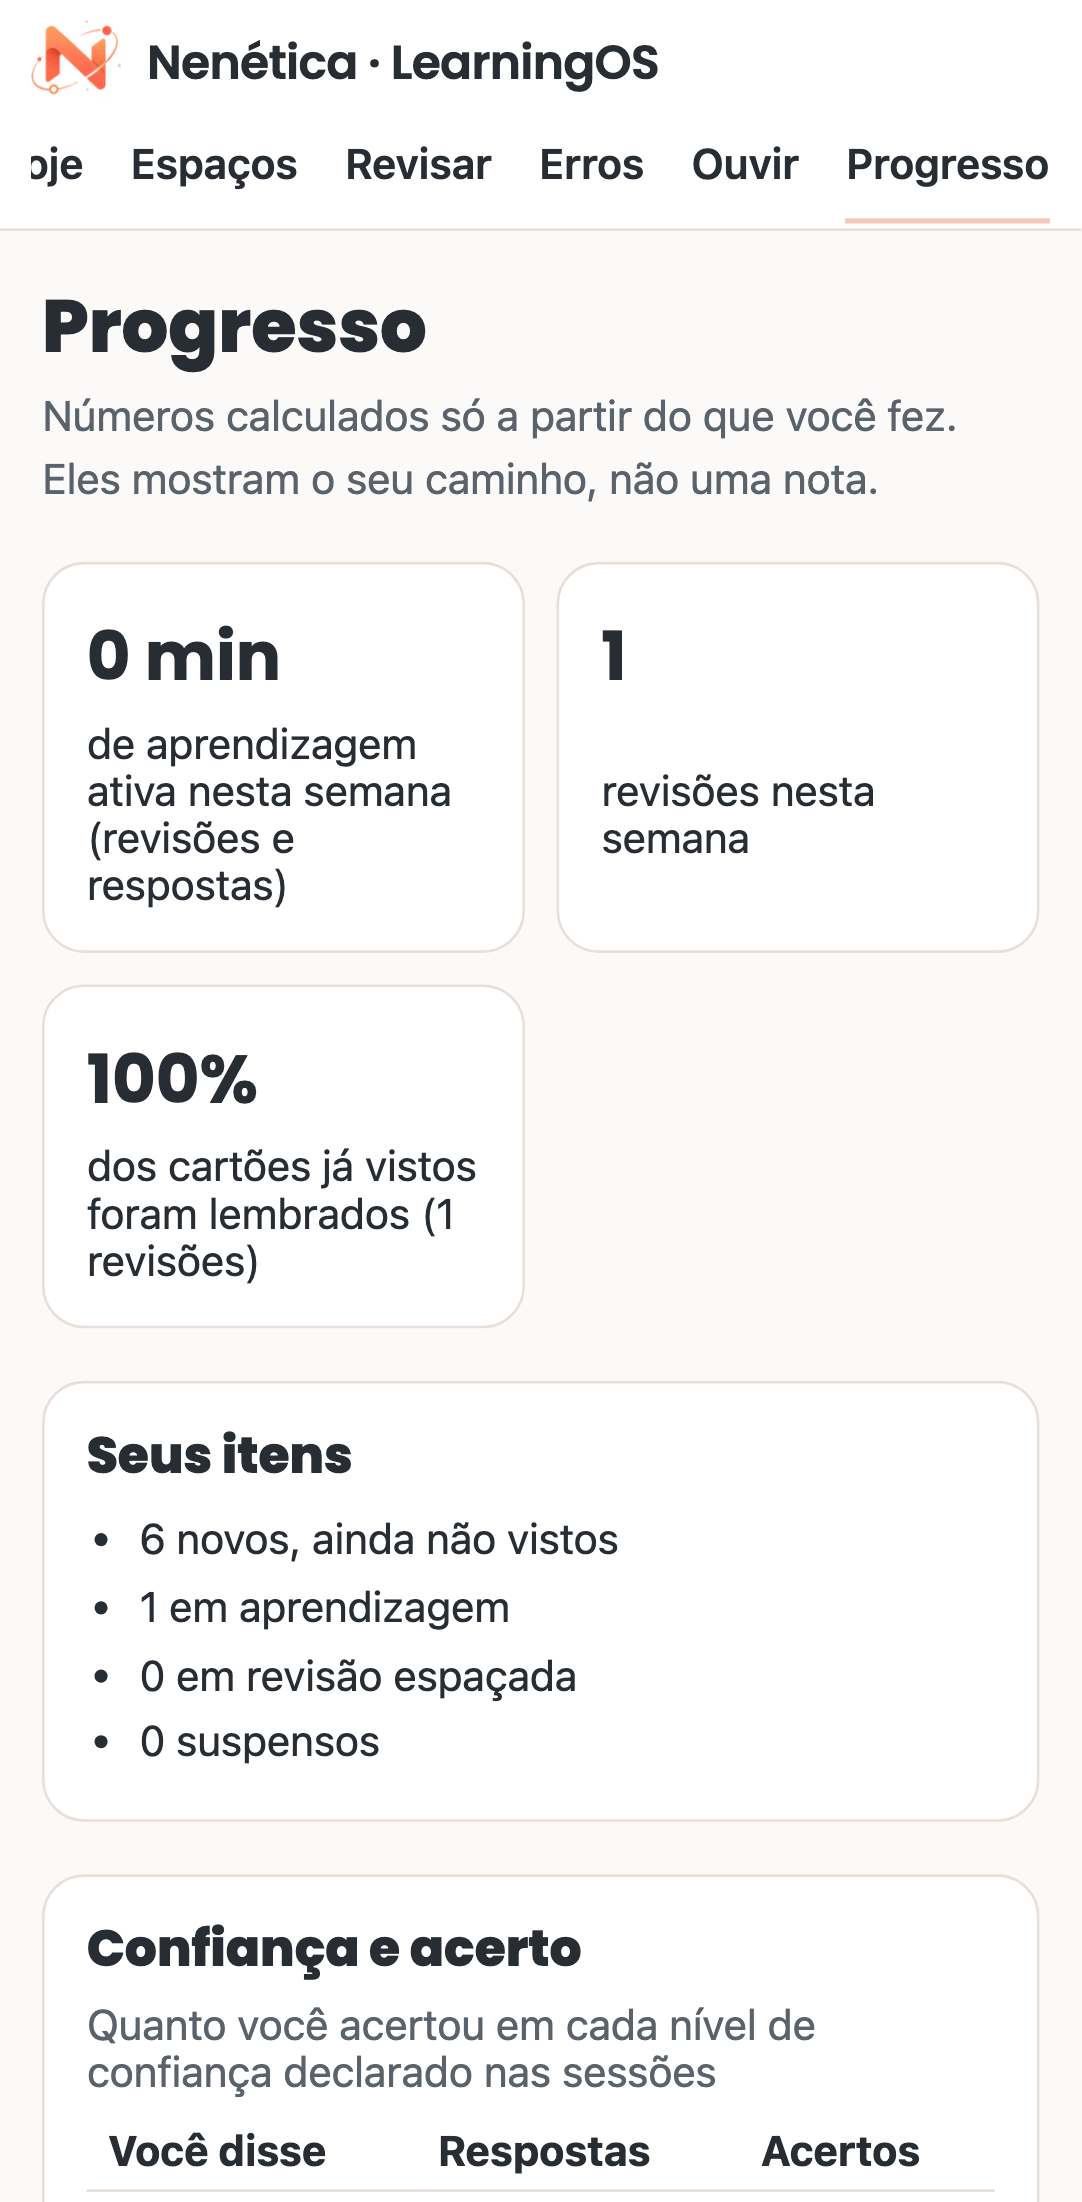 Nenética · LearningOS
oje Espaços Revisar Erros Ouvir Progresso
Progresso
Números calculados só a partir do que você fez.
Eles mostram o seu caminho, não uma nota.
0 min
de aprendizagem
ativa nesta semana
(revisões e
respostas)
1
revisões nesta
semana
100%
dos cartões já vistos
foram lembrados (1
revisões)
Seus itens
• 6 novos, ainda não vistos
• 1 em aprendizagem
• 0 em revisão espaçada
• 0 suspensos
Confiança e acerto
Quanto você acertou em cada nível de
confiança declarado nas sessões
Você disse Respostas Acertos